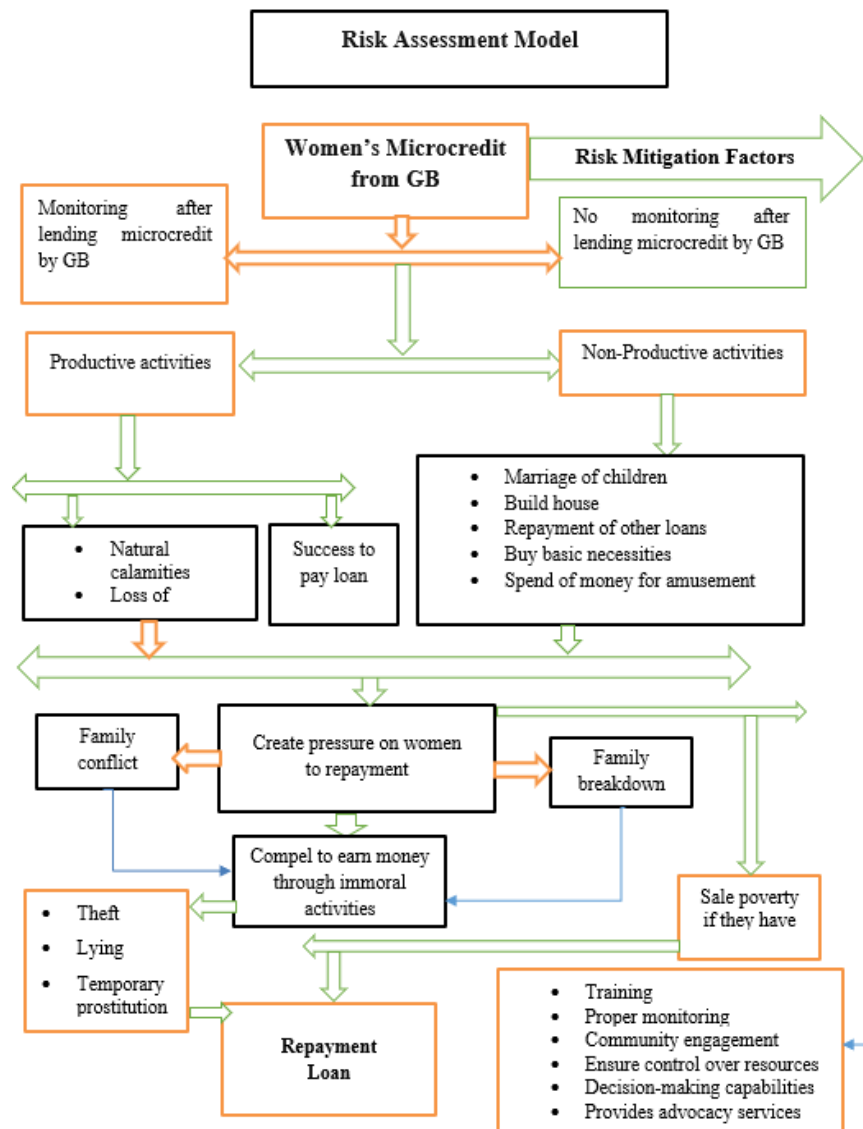 Risk Assessment Model
Women's Microcredit
from GB
Risk Mitigation Factors
Monitoring after
lending microcredit
by GB
No monitoring after
lending microcredit by GB
Productive activities
Non-Productive activities
• Marriage of children
• Build house
• Repayment of other loans
• Buy basic necessities
• Spend of money for amusement
• Natural
calamities
• Loss of
Success to
pay loan
Family
conflict
Create pressure on women
to repayment
Family
breakdown
Compel to earn money
through immoral
activities
Sale poverty
if they have
• Theft
• Lying
• Temporary
prostitution
Repayment
Loan
• Training
• Proper monitoring
• Community engagement
• Ensure control over resources
• Decision-making capabilities
• Provides advocacy services